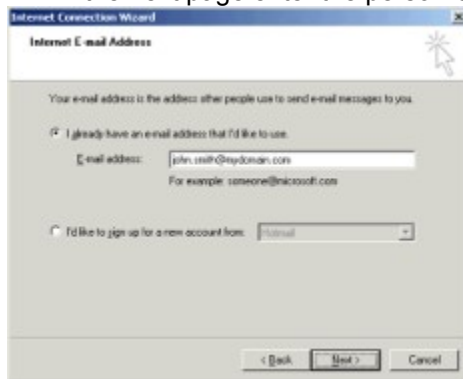 Internet Connection Wizard
Internet E-mail Address
Your e-mail address is the address other people use to send e-mail messages to you.
I already have an e-mail address that I'd like to use.
E-mail address: john.smith@mydomain.com
For example: someone@microsoft.com
I'd like to sign up for a new account from: Hotmail
< Back Next > Cancel